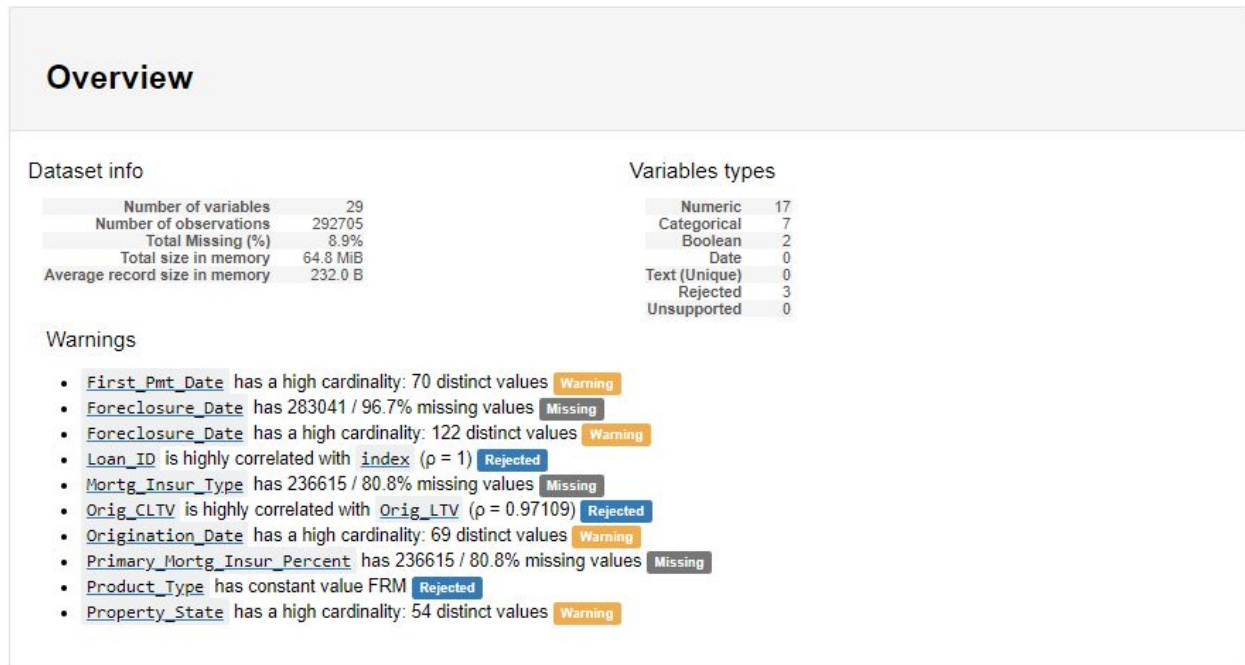 Overview
Dataset info
Number of variables 29
Number of observations 292705
Total Missing (%) 8.9%
Total size in memory 64.8 MiB
Average record size in memory 232.0 B
Variables types
Numeric 17
Categorical 7
Boolean 2
Date 0
Text (Unique) 0
Rejected 3
Unsupported 0
Warnings
First_Pmt_Date has a high cardinality: 70 distinct values Warning
Foreclosure_Date has 283041 / 96.7% missing values Missing
Foreclosure_Date has a high cardinality: 122 distinct values Warning
Loan_ID is highly correlated with index (ρ = 1) Rejected
Mortg_Insur_Type has 236615 / 80.8% missing values Missing
Orig_CLTV is highly correlated with Orig_LTV (ρ = 0.97109) Rejected
Origination_Date has a high cardinality: 69 distinct values Warning
Primary_Mortg_Insur_Percent has 236615 / 80.8% missing values Missing
Product_Type has constant value FRM Rejected
Property_State has a high cardinality: 54 distinct values Warning